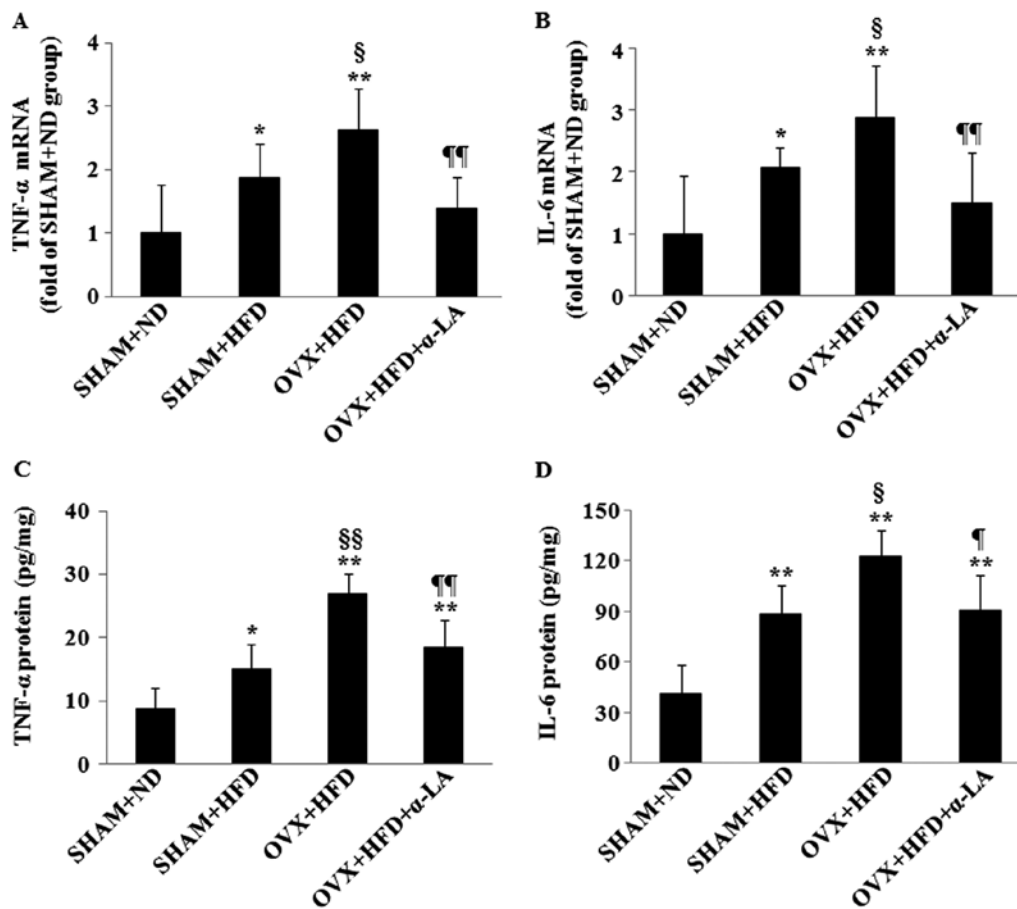 A
TNF-α mRNA
(fold of SHAM+ND group)
4
3
2
1
0
*
§
**
¶¶
SHAM+ND
SHAM+HFD
OVX+HFD
OVX+HFD+α-LA
B
IL-6 mRNA
(fold of SHAM+ND group)
4
3
2
1
0
*
§
**
¶¶
SHAM+ND
SHAM+HFD
OVX+HFD
OVX+HFD+α-LA
C
TNF-α protein (pg/mg)
40
30
20
10
0
*
§§
**
¶¶
**
SHAM+ND
SHAM+HFD
OVX+HFD
OVX+HFD+α-LA
D
IL-6 protein (pg/mg)
150
120
90
60
30
0
**
§
**
¶
**
SHAM+ND
SHAM+HFD
OVX+HFD
OVX+HFD+α-LA